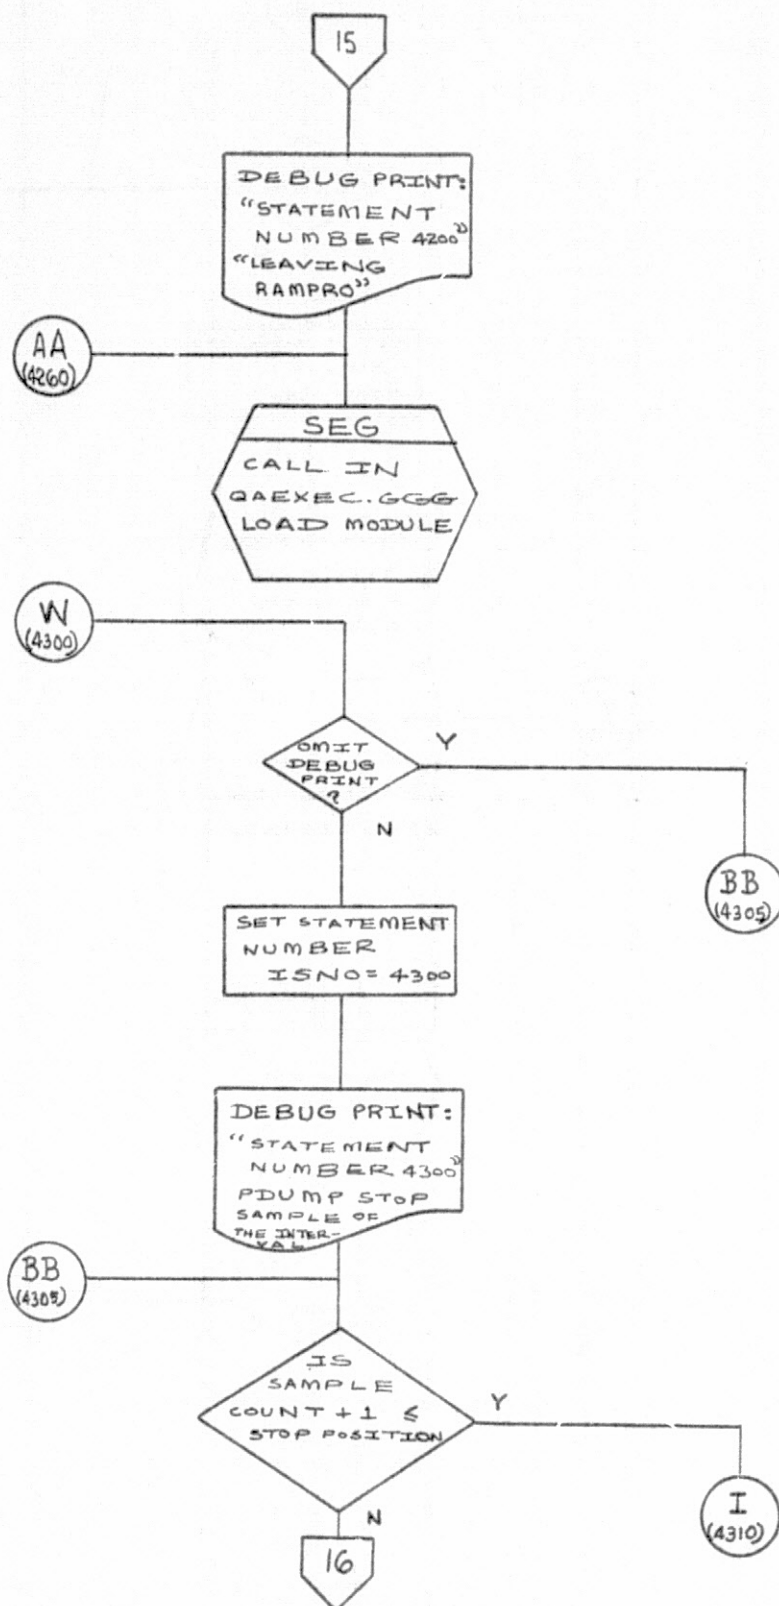 15
DEBUG PRINT:
"STATEMENT
NUMBER 4200"
"LEAVING
RAMPRO"
AA
(4260)
SEG
CALL IN
QAEXEC.GGG
LOAD MODULE
W
(4300)
OMIT
DEBUG
PRINT
?
Y
N
BB
(4305)
SET STATEMENT
NUMBER
ISNO = 4300
DEBUG PRINT:
"STATEMENT
NUMBER 4300"
PDUMP STOP
SAMPLE OF
THE INTER-
VAL
BB
(4305)
IS
SAMPLE
COUNT + 1 ≤
STOP POSITION
Y
N
I
(4310)
16